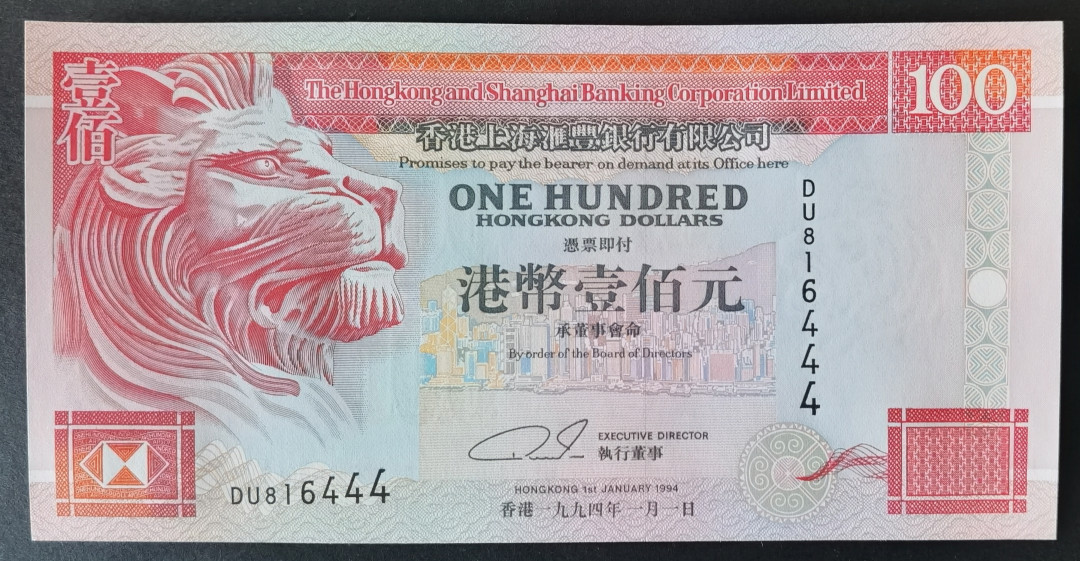 壹佰
The Hongkong and Shanghai Banking Corporation Limited
100
香港上海滙豐銀行有限公司
Promises to pay the bearer on demand at its Office here
ONE HUNDRED
HONGKONG DOLLARS
憑票即付
港幣壹佰元
承董事會命
By order of the Board of Directors
DU816444
EXECUTIVE DIRECTOR
執行董事
DU816444
HONGKONG 1st JANUARY 1994
香港一九九四年一月一日